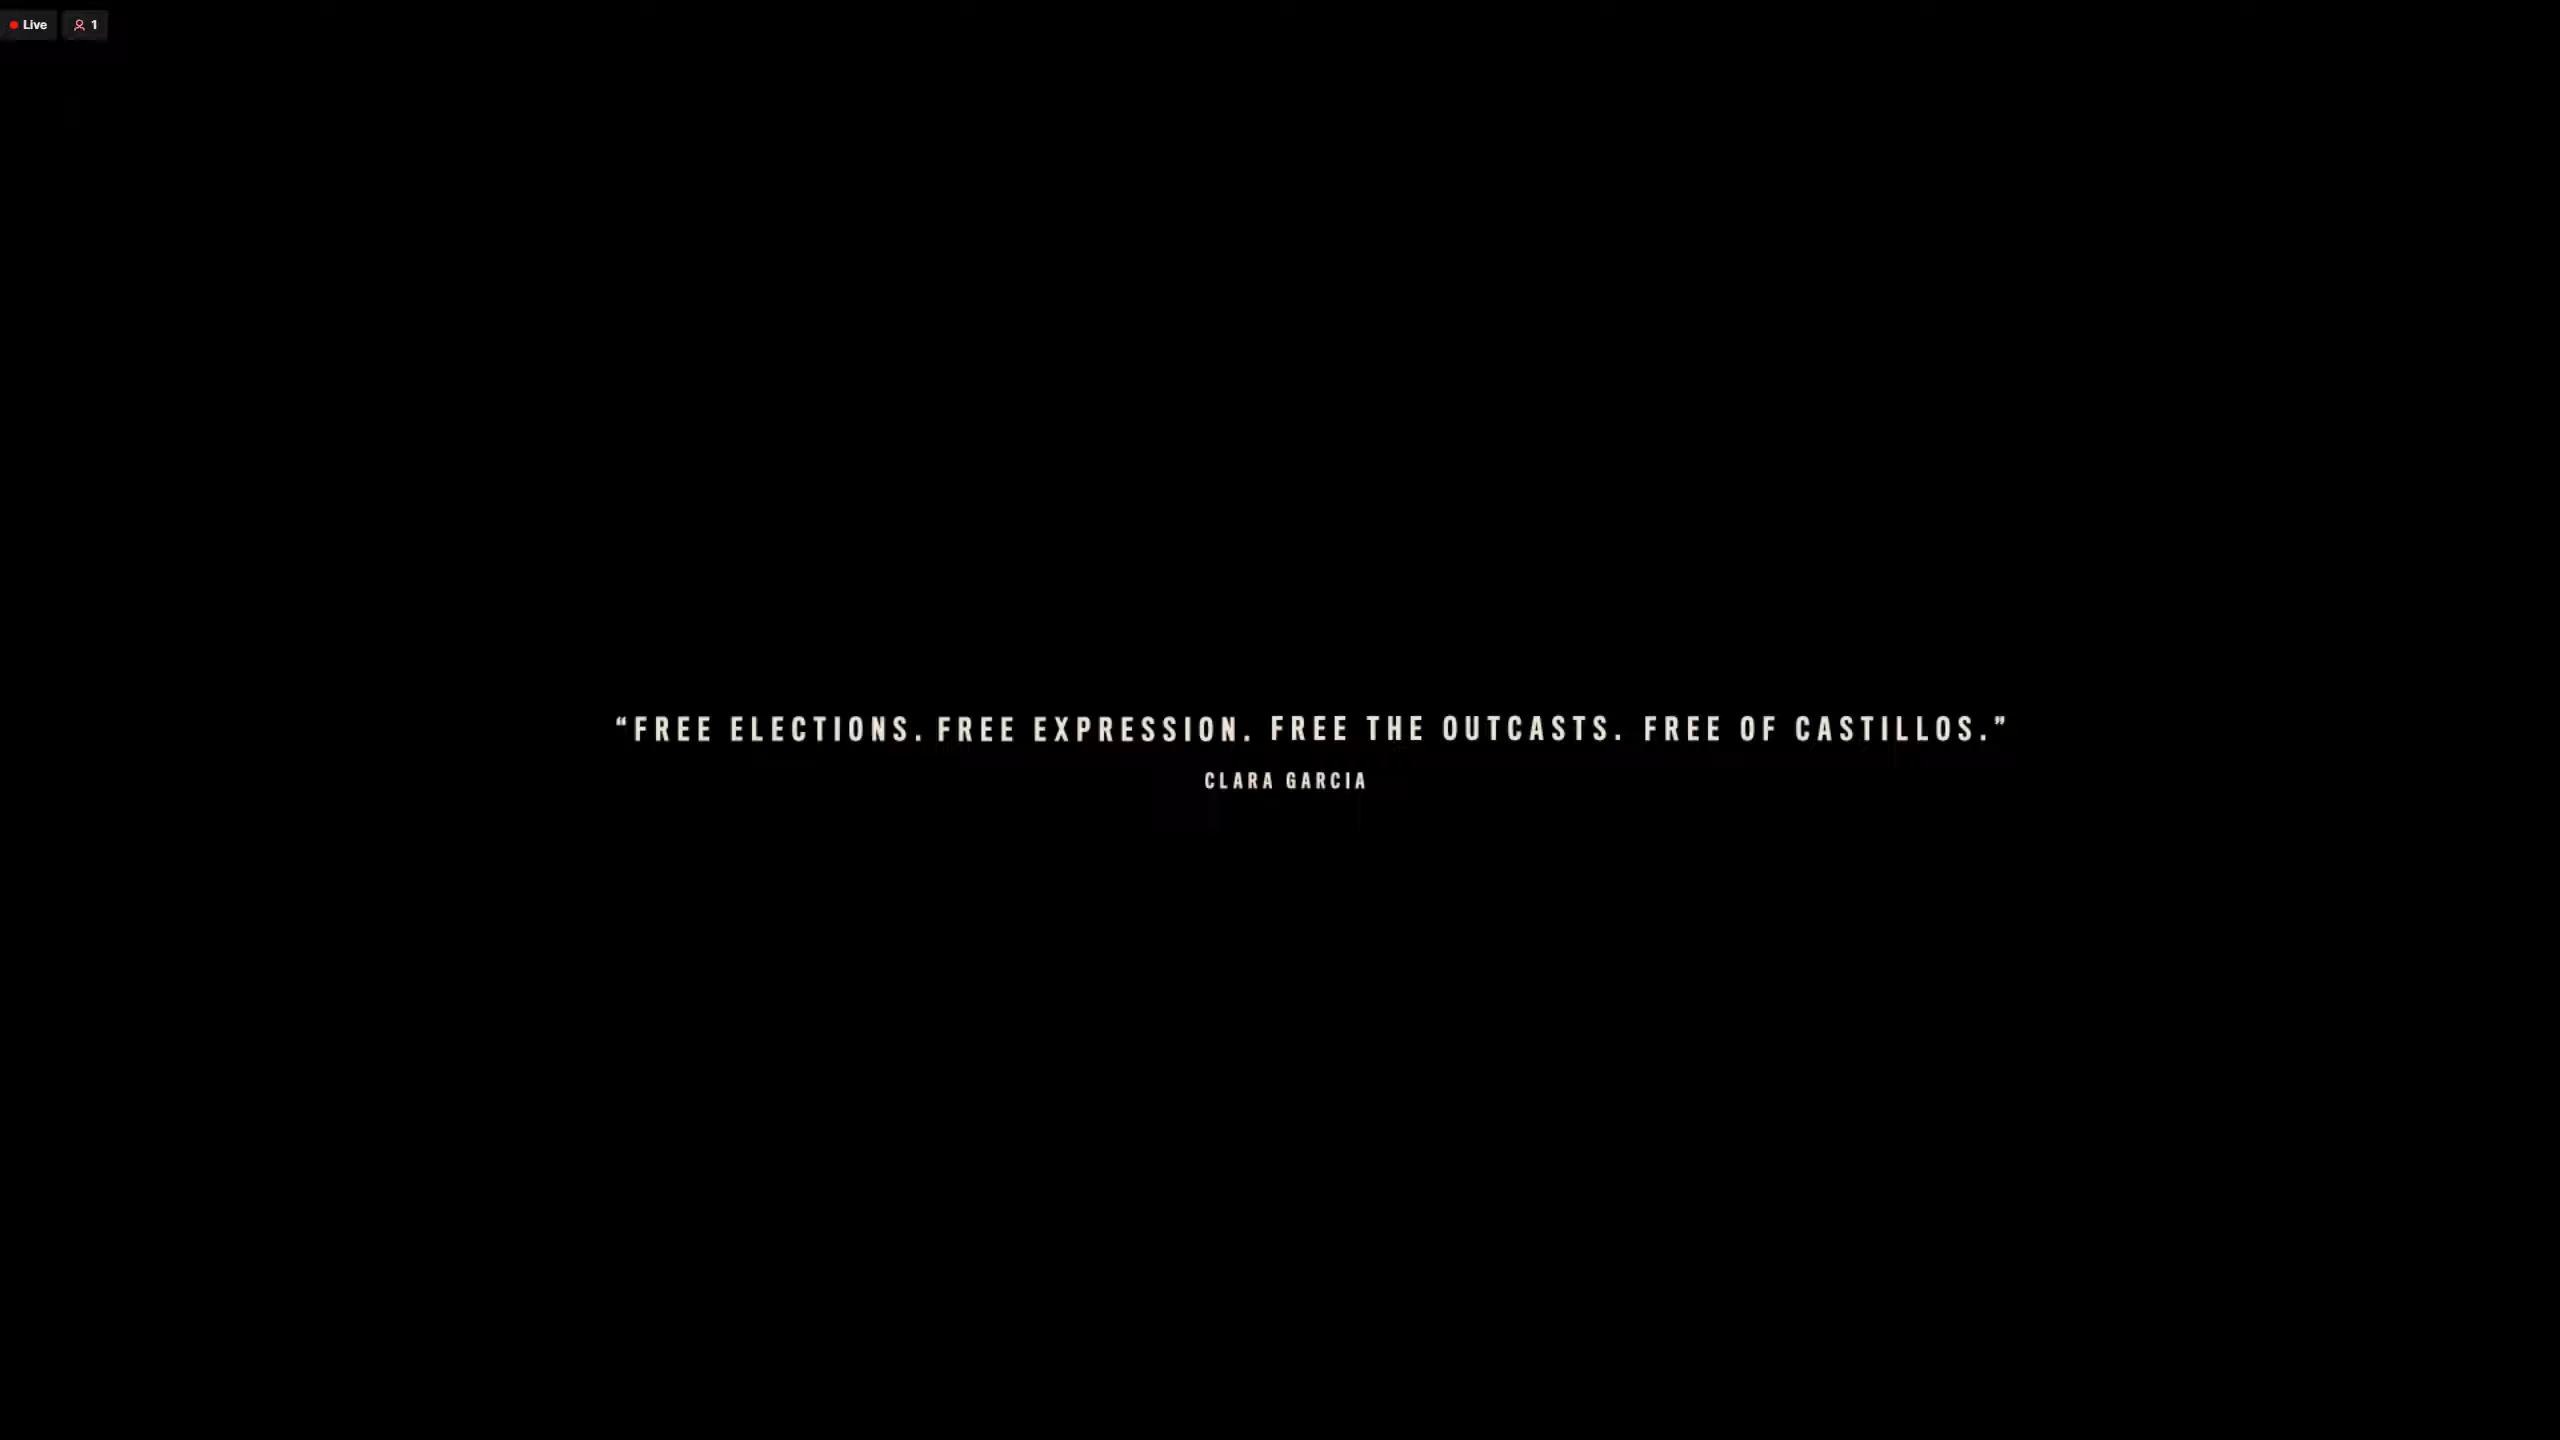 Live 1
“FREE ELECTIONS. FREE EXPRESSION. FREE THE OUTCASTS. FREE OF CASTILLOS.”
CLARA GARCIA